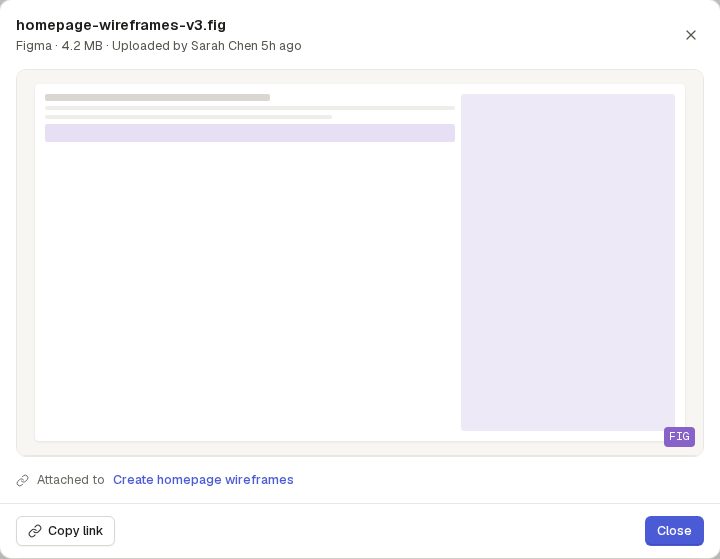 homepage-wireframes-v3.fig
Figma · 4.2 MB · Uploaded by Sarah Chen 5h ago
FIG
Attached to Create homepage wireframes
Copy link
Close